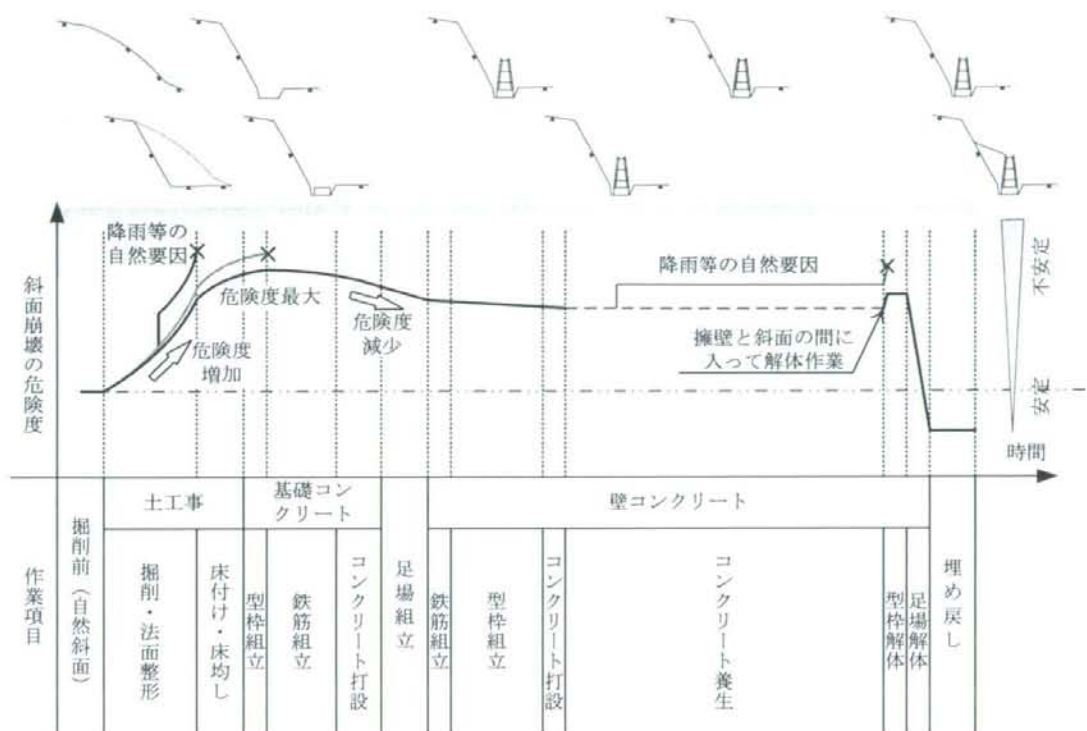 降雨等の
自然要因
危険度最大
危険度
増加
危険度
減少
降雨等の自然要因
擁壁と斜面の間に
入って解体作業
斜面崩壊の危険度
不安定
安定
時間
作業項目
掘削前（自然斜面）
土工事
掘削・法面整形
床付け・床均し
基礎コン
クリート
型枠組立
鉄筋組立
コンクリート打設
足場組立
壁コンクリート
鉄筋組立
型枠組立
コンクリート打設
コンクリート養生
型枠解体
足場解体
埋め戻し